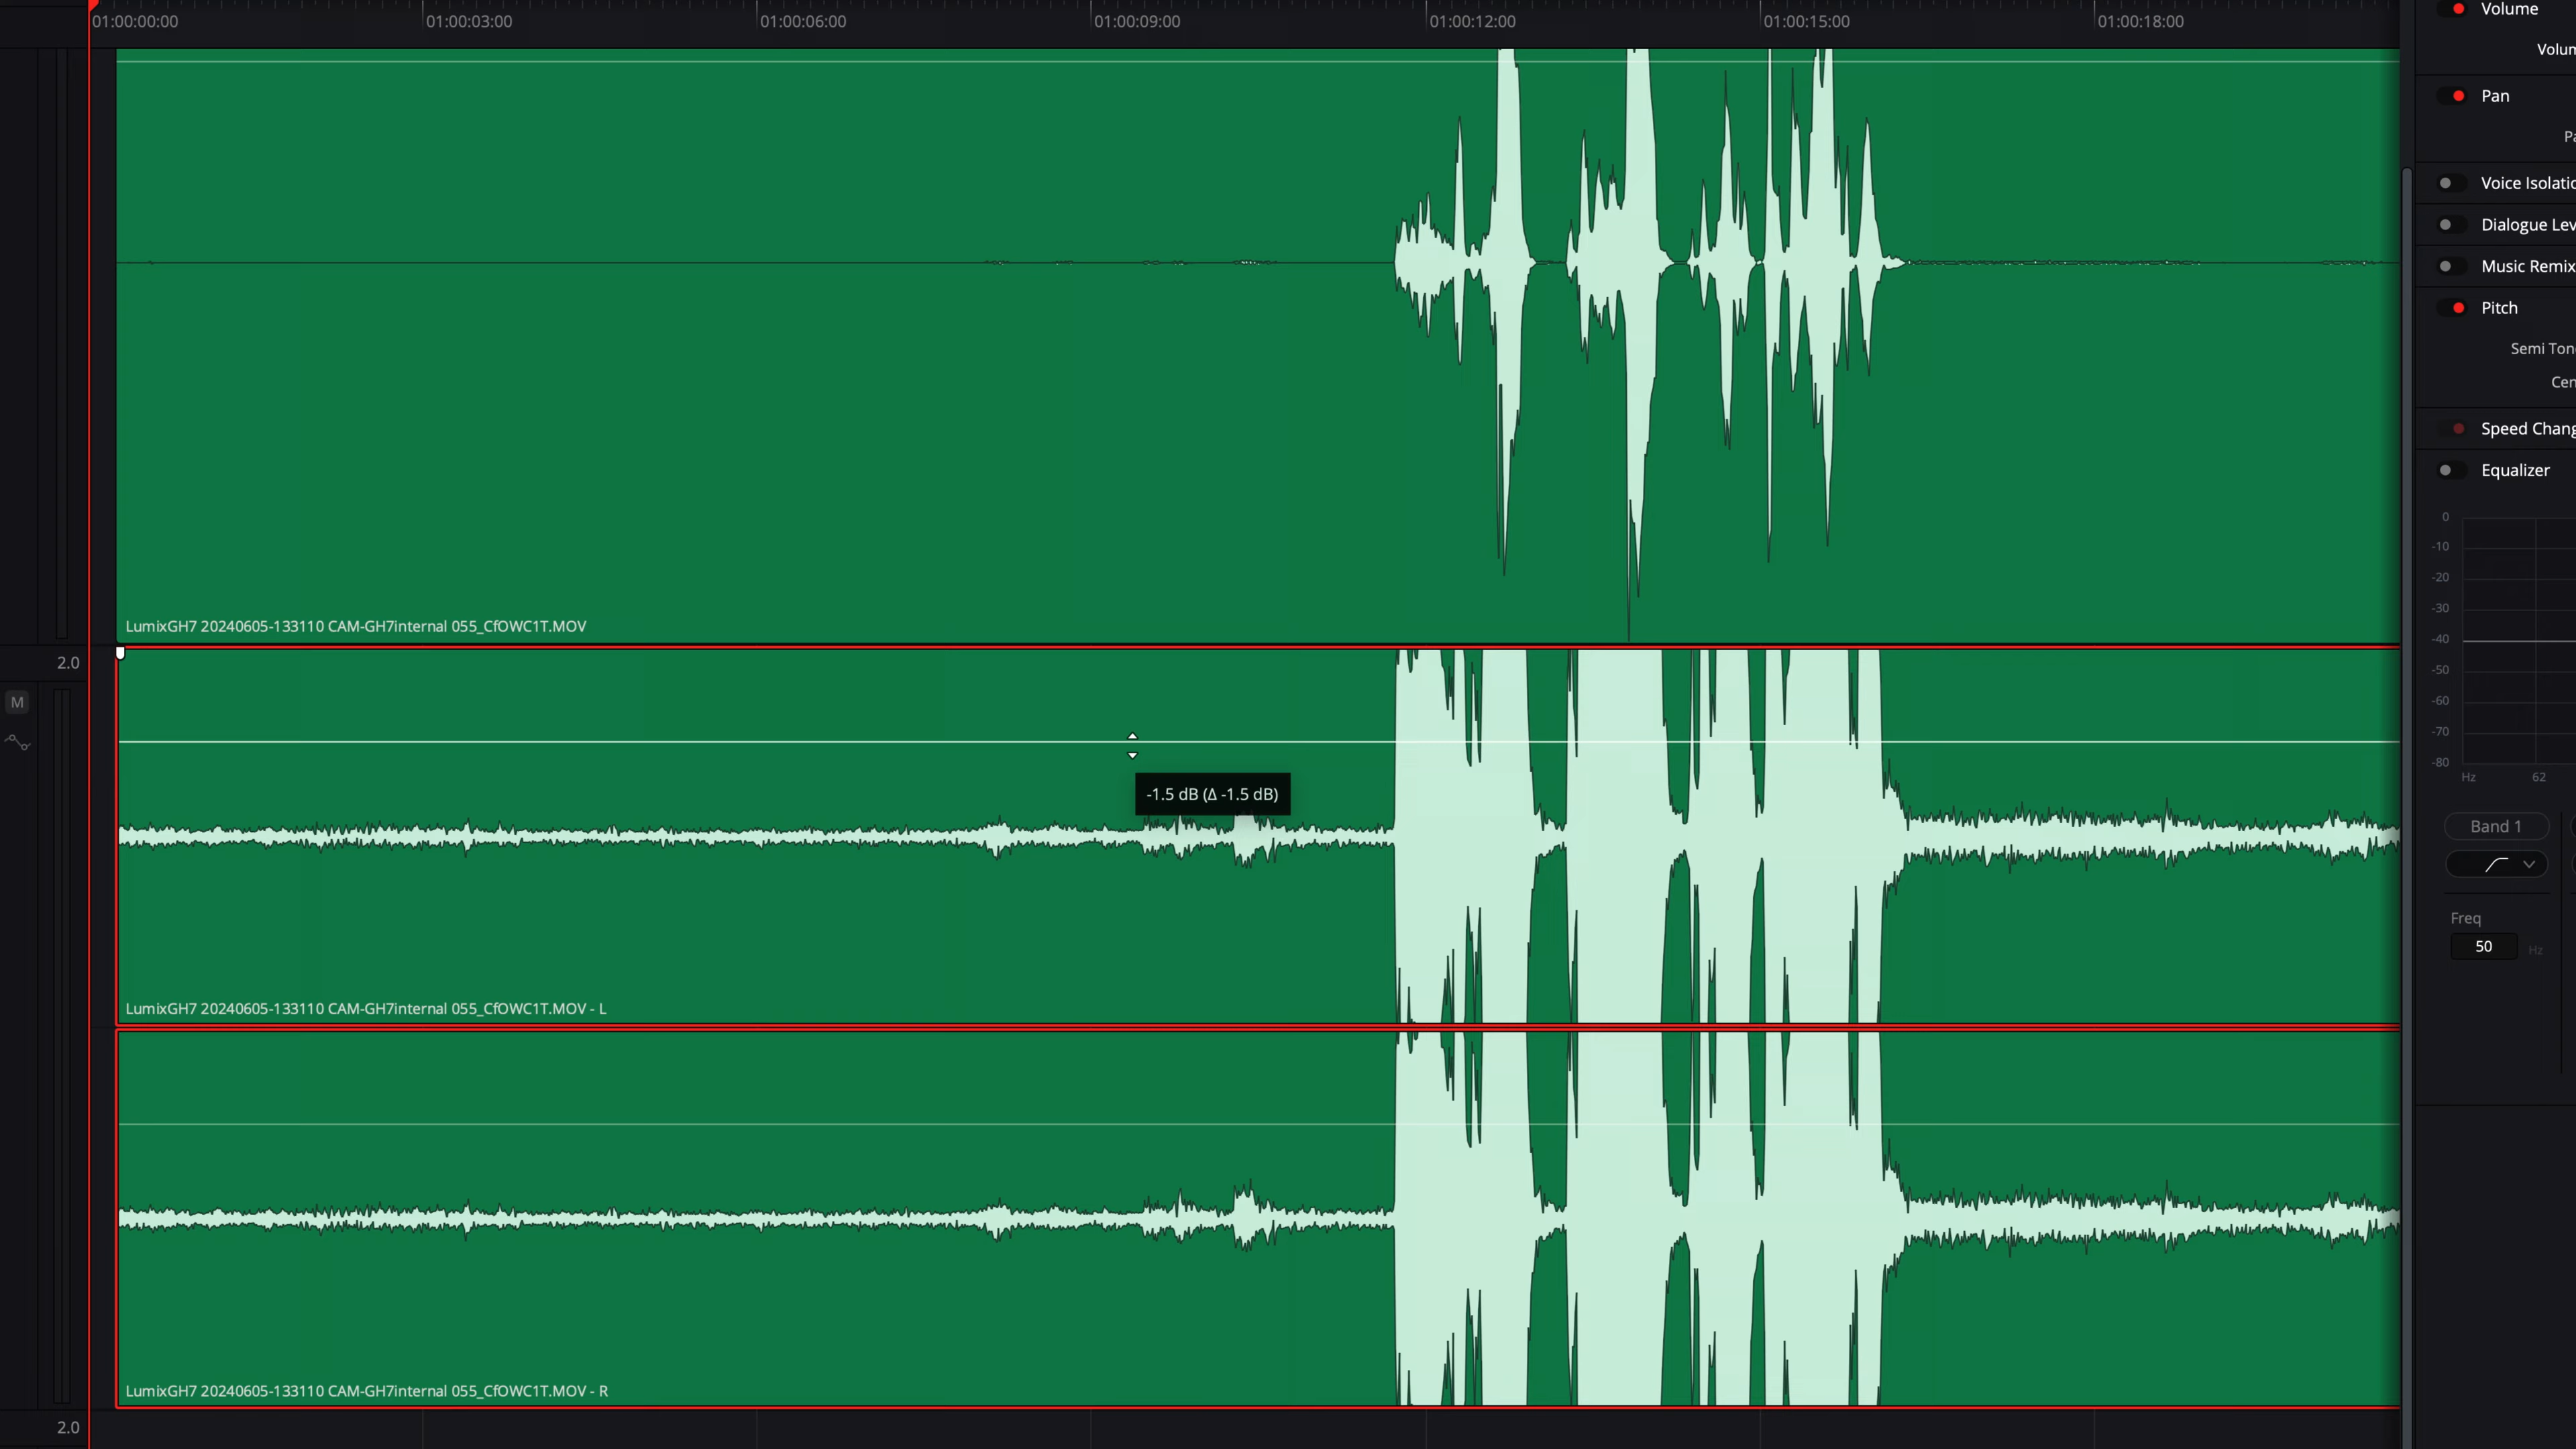 01:00:00:00 01:00:03:00 01:00:06:00 01:00:09:00 01:00:12:00 01:00:15:00 01:00:18:00
Volume
Volum
Pan
Pa
Voice Isolatio
Dialogue Lev
Music Remix
Pitch
Semi Ton
Cen
Speed Chang
Equalizer
0
-10
-20
-30
-40
-50
-60
-70
-80
Hz 62
Band 1
Freq
50 Hz
LumixGH7 20240605-133110 CAM-GH7internal 055_CfOWC1T.MOV
2.0
M
-1.5 dB (Δ -1.5 dB)
LumixGH7 20240605-133110 CAM-GH7internal 055_CfOWC1T.MOV - L
LumixGH7 20240605-133110 CAM-GH7internal 055_CfOWC1T.MOV - R
2.0